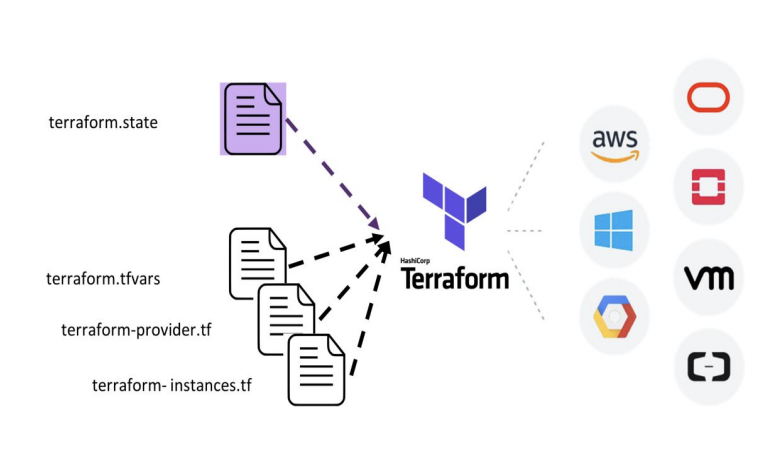 terraform.state
terraform.tfvars
terraform-provider.tf
terraform- instances.tf
HashiCorp
Terraform
aws
vm